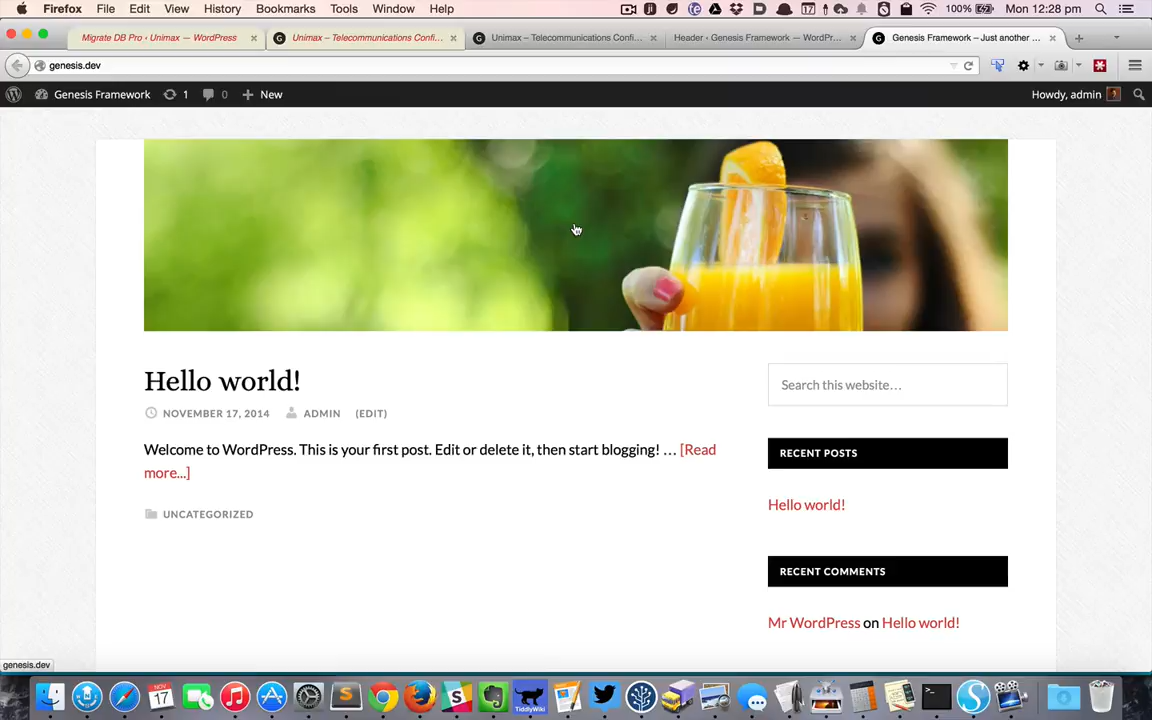 Firefox File Edit View History Bookmarks Tools Window Help 100% Mon 12:28 pm
Migrate DB Pro ‹ Unimax — WordPress Unimax – Telecommunications Confi... Unimax – Telecommunications Confi... Header ‹ Genesis Framework — WordPr... Genesis Framework – Just another ...
genesis.dev
Genesis Framework 1 0 New Howdy, admin
Hello world!
NOVEMBER 17, 2014 ADMIN (EDIT)
Welcome to WordPress. This is your first post. Edit or delete it, then start blogging! … [Read
more...]
UNCATEGORIZED
Search this website…
RECENT POSTS
Hello world!
RECENT COMMENTS
Mr WordPress on Hello world!
genesis.dev
NOV
17
TiddlyWiki